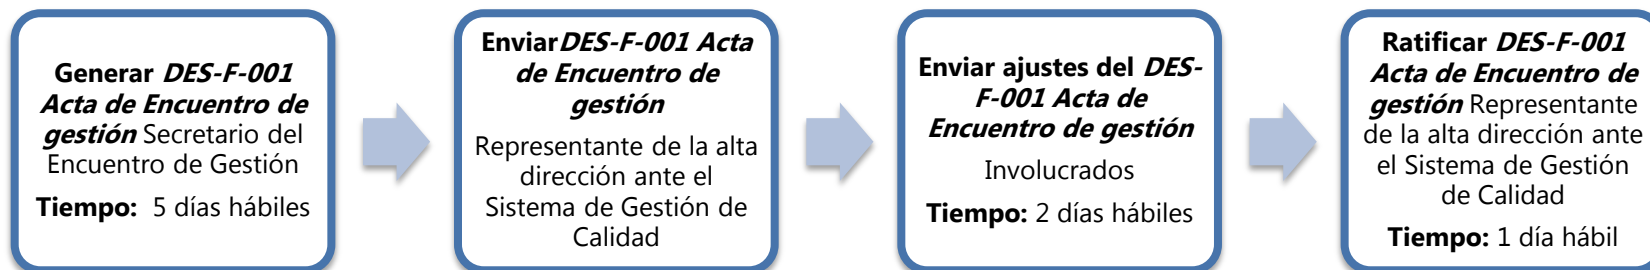 Generar DES-F-001
Acta de Encuentro de
gestión Secretario del
Encuentro de Gestión
Tiempo: 5 días hábiles
EnviarDES-F-001 Acta
de Encuentro de
gestión
Representante de la alta
dirección ante el
Sistema de Gestión de
Calidad
Enviar ajustes del DES-
F-001 Acta de
Encuentro de gestión
Involucrados
Tiempo: 2 días hábiles
Ratificar DES-F-001
Acta de Encuentro de
gestión Representante
de la alta dirección ante
el Sistema de Gestión
de Calidad
Tiempo: 1 día hábil